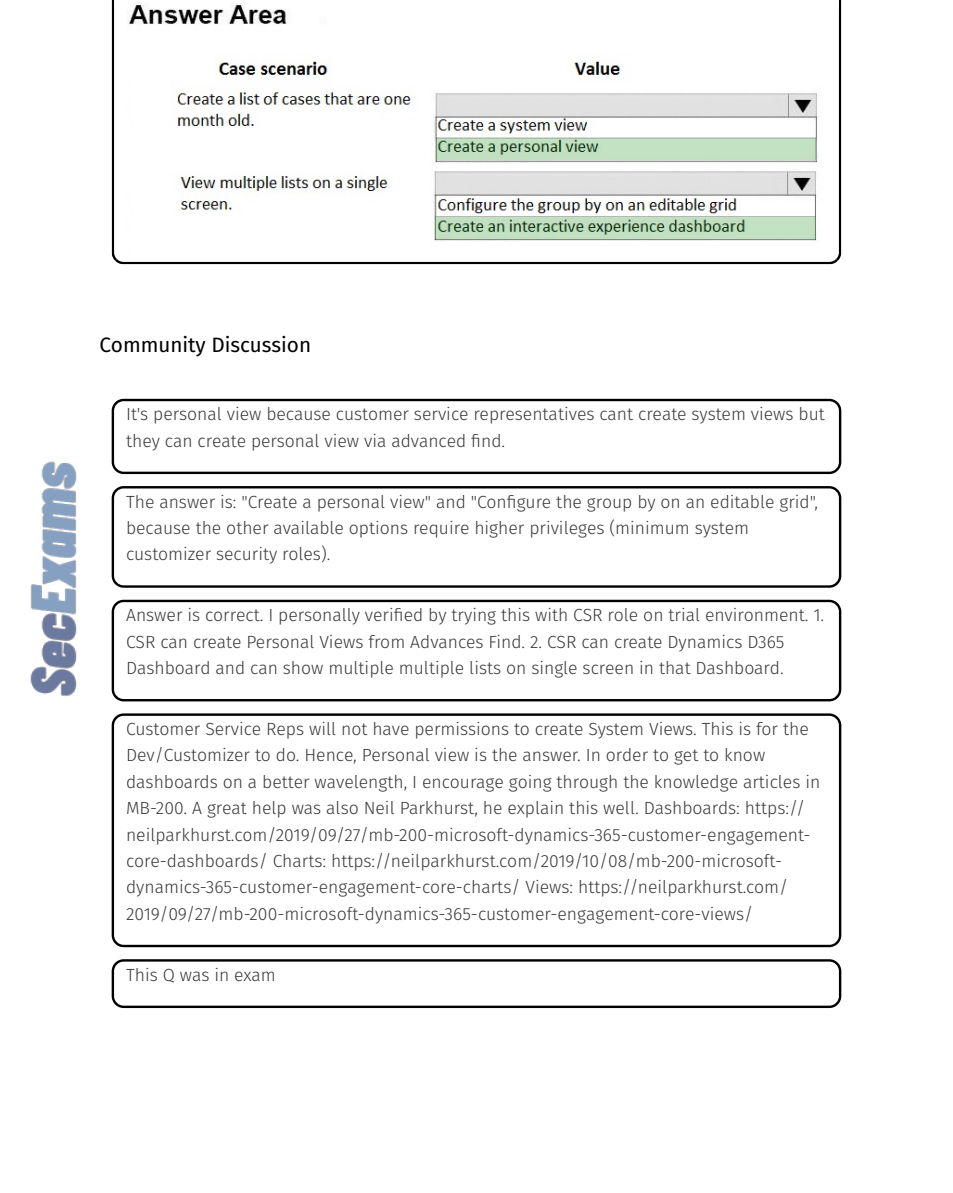 Answer Area
Case scenario Value
Create a list of cases that are one
month old.
Create a system view
Create a personal view
View multiple lists on a single
screen.
Configure the group by on an editable grid
Create an interactive experience dashboard
Community Discussion
It's personal view because customer service representatives cant create system views but
they can create personal view via advanced find.
The answer is: "Create a personal view" and "Configure the group by on an editable grid",
because the other available options require higher privileges (minimum system
customizer security roles).
Answer is correct. I personally verified by trying this with CSR role on trial environment. 1.
CSR can create Personal Views from Advances Find. 2. CSR can create Dynamics D365
Dashboard and can show multiple multiple lists on single screen in that Dashboard.
Customer Service Reps will not have permissions to create System Views. This is for the
Dev/Customizer to do. Hence, Personal view is the answer. In order to get to know
dashboards on a better wavelength, I encourage going through the knowledge articles in
MB-200. A great help was also Neil Parkhurst, he explain this well. Dashboards: https://
neilparkhurst.com/2019/09/27/mb-200-microsoft-dynamics-365-customer-engagement-
core-dashboards/ Charts: https://neilparkhurst.com/2019/10/08/mb-200-microsoft-
dynamics-365-customer-engagement-core-charts/ Views: https://neilparkhurst.com/
2019/09/27/mb-200-microsoft-dynamics-365-customer-engagement-core-views/
This Q was in exam
SecExams